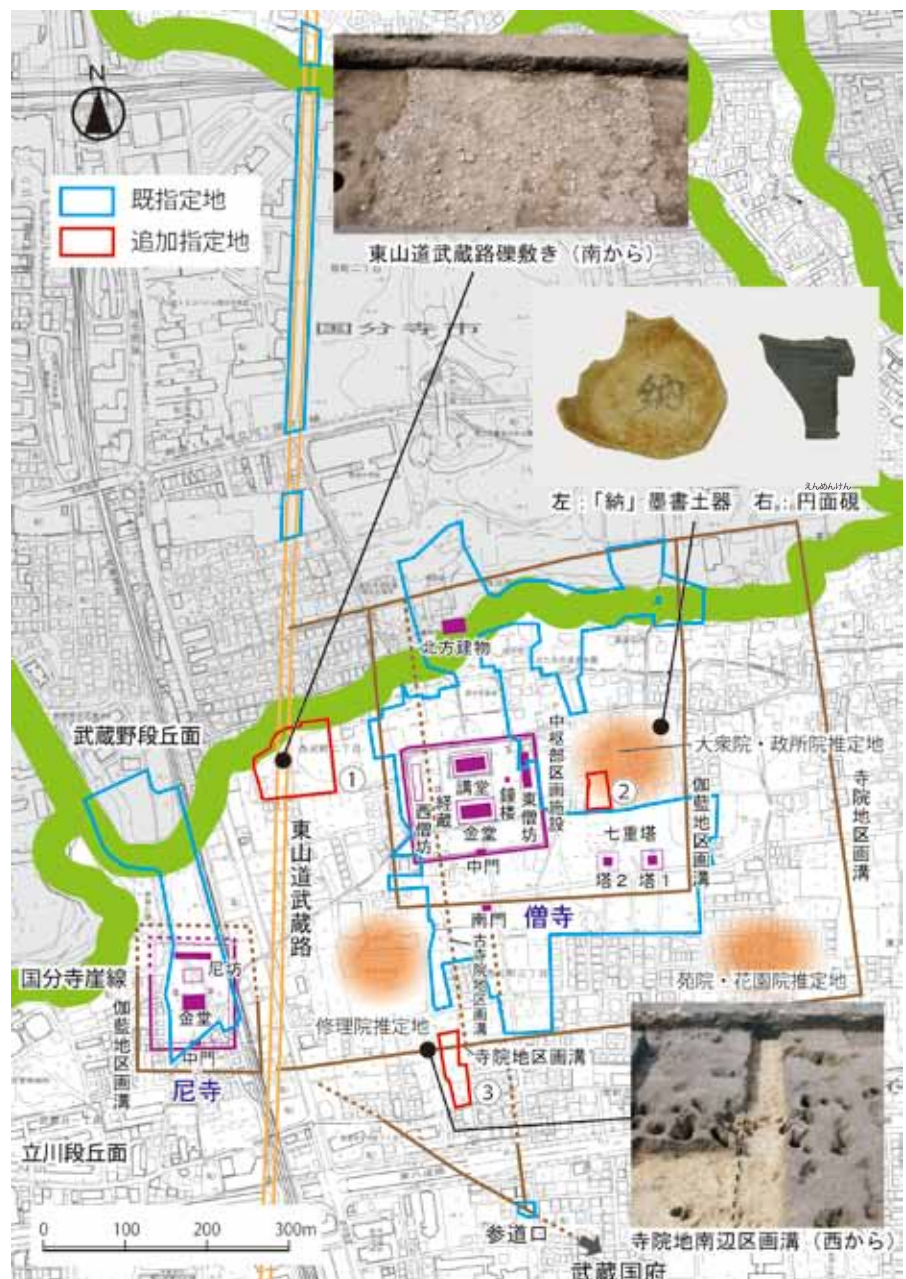 N
既指定地
追加指定地
東山道武蔵路礫敷き（南から）
国分寺市
えんめんけん
左：「納」墨書土器　右：円面硯
納
北方建物
武蔵野段丘面
①
東山道武蔵路
講堂
金堂
経蔵
西僧坊
鐘楼
東僧坊
中門
中枢部区画施設
大衆院・政所院推定地
②
七重塔
塔2
塔1
伽藍地区画溝
寺院地区画溝
南門
僧寺
古寺院地区画溝
苑院・花園院推定地
修理院推定地
寺院地区画溝
③
国分寺崖線
尼坊
金堂
中門
伽藍地区画溝
尼寺
立川段丘面
0
100
200
300m
参道口
武蔵国府
寺院地南辺区画溝（西から）